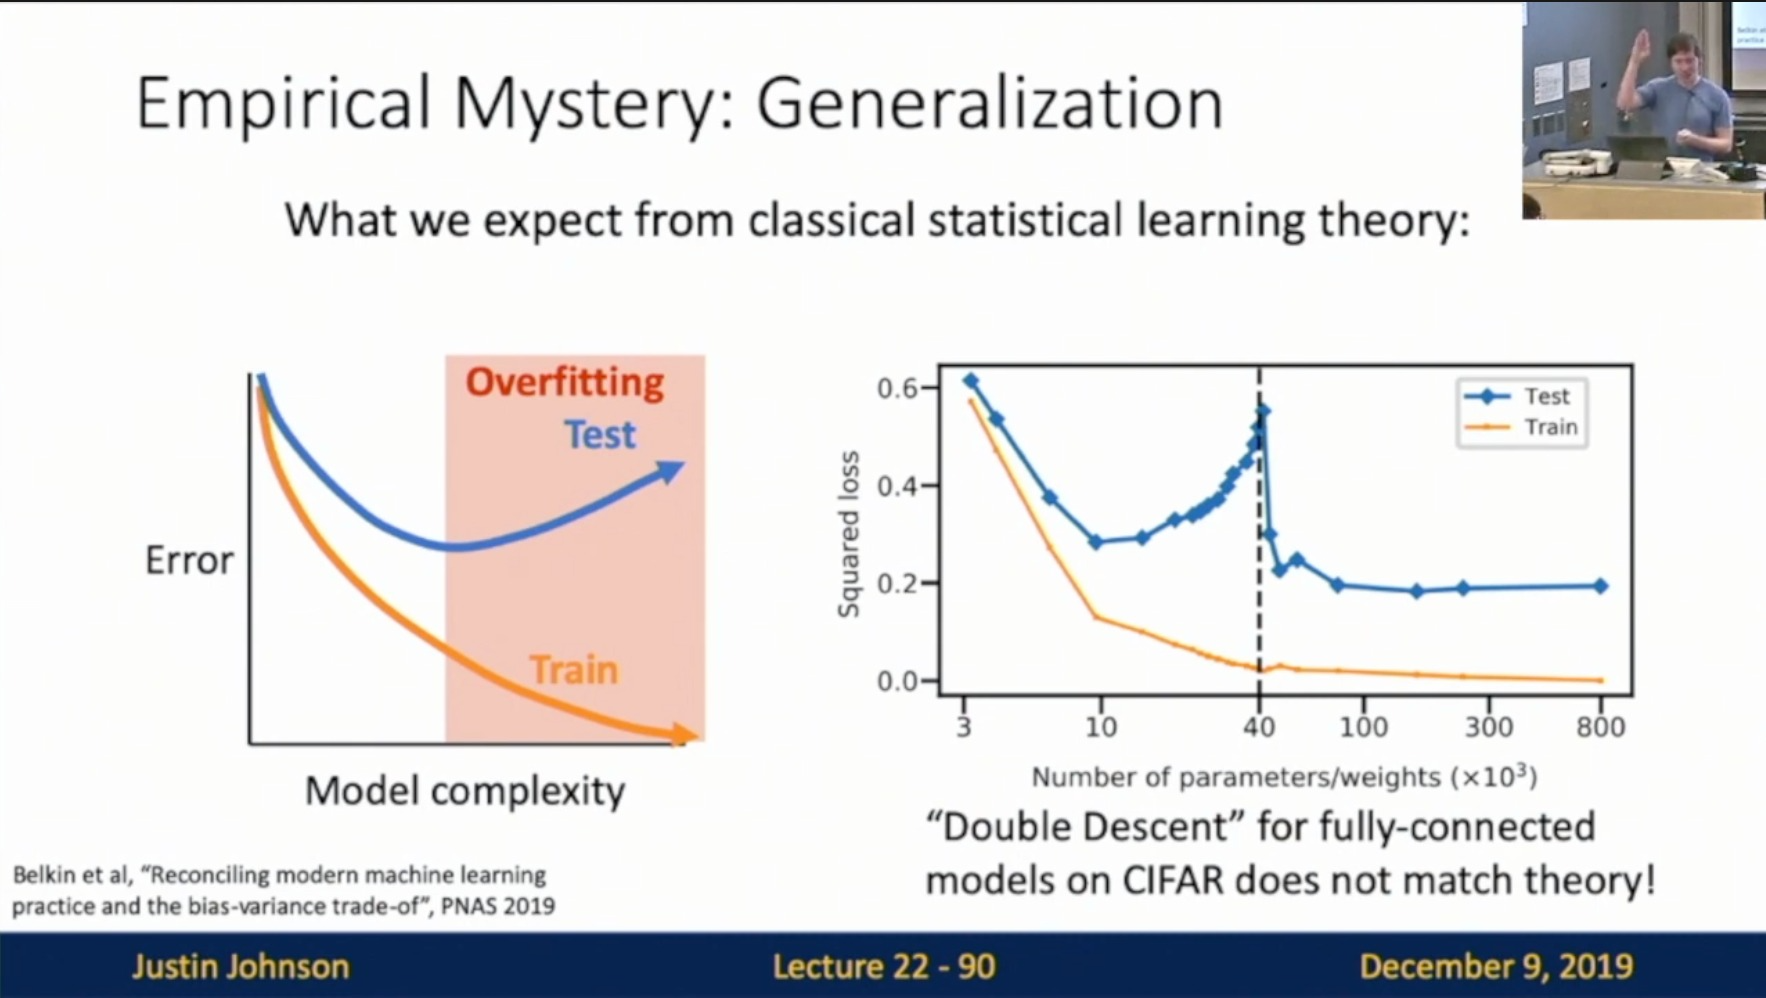 Empirical Mystery: Generalization
What we expect from classical statistical learning theory:
Overfitting
Test
Error
Train
Model complexity
0.6
0.4
0.2
0.0
Squared loss
Test
Train
3 10 40 100 300 800
Number of parameters/weights (×10³)
“Double Descent” for fully-connected
models on CIFAR does not match theory!
Belkin et al, “Reconciling modern machine learning
practice and the bias-variance trade-of”, PNAS 2019
Justin Johnson
Lecture 22 - 90
December 9, 2019